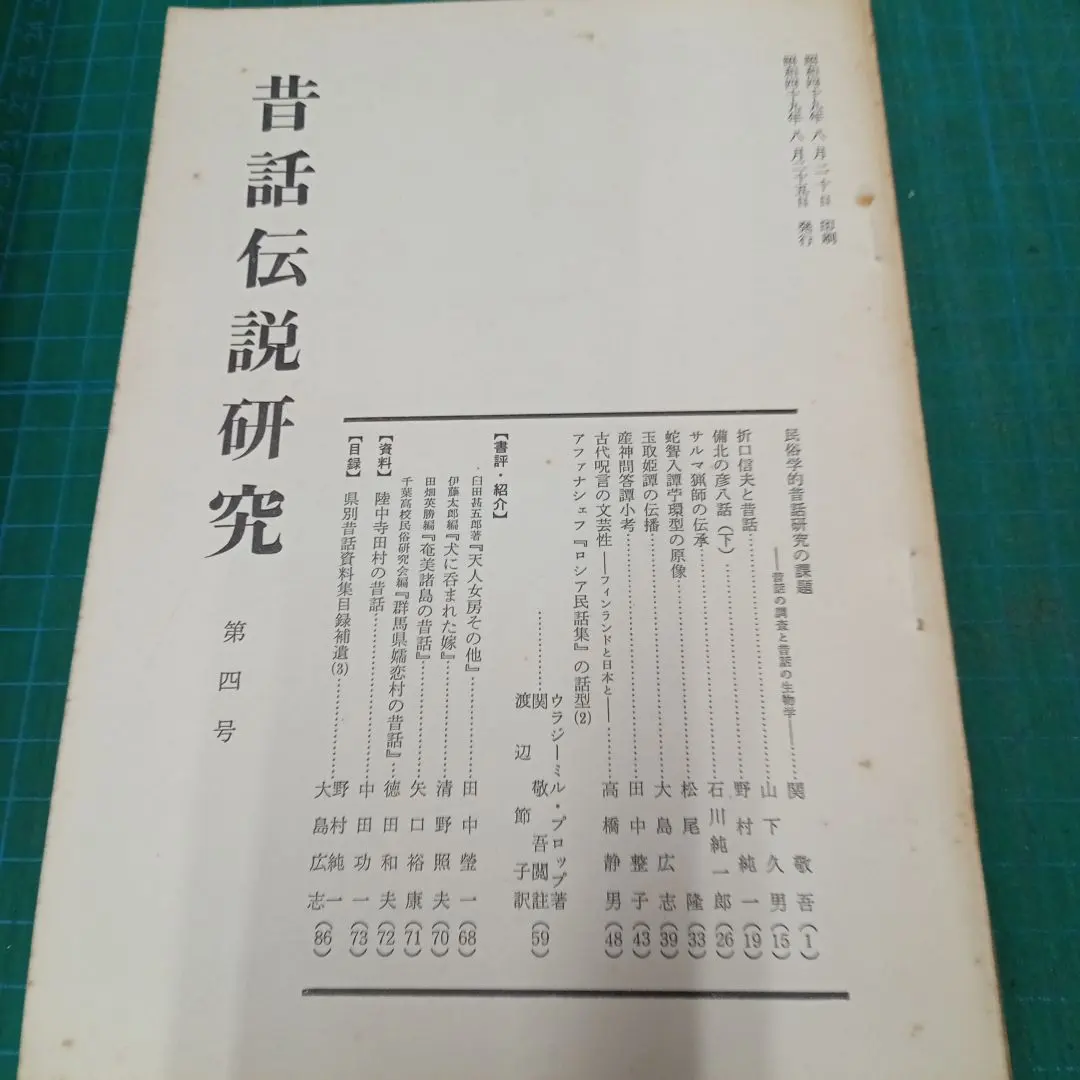 昭和四十九年 八月二十日 印刷
昭和四十九年 八月二十五日 発行
民俗学的昔話研究の課題
――昔話の調査と昔話の生物学――……関 敬吾(1)
折口信夫と昔話……山下久男(15)
備北の彦八話(下)……野村純一(19)
サルマ猟師の伝承……石川純一郎(26)
蛇聟入譚苧環型の原像……松尾 隆(33)
玉取姫譚の伝播……大島広志(39)
産神問答譚小考……田中整子(43)
古代呪言の文芸性――フィンランドと日本と――……高橋静男(48)
アファナシェフ『ロシア民話集』の話型(2)
ウラジーミル・プロップ著
……関 敬吾閲註(59)
渡辺節子訳
【書評・紹介】
臼田甚五郎著『天人女房その他』……田中瑩一(68)
伊藤太郎編『犬に呑まれた嫁』……清野照夫(70)
田畑英勝編『奄美諸島の昔話』……矢口裕康(71)
千葉高校民俗研究会編『群馬県嬬恋村の昔話』…徳田和夫(72)
【資料】 陸中寺田村の昔話……中田功一(73)
【目録】 県別昔話資料集目録補遺(3)……野村純一
大島広志(86)
昔話伝説研究 第四号